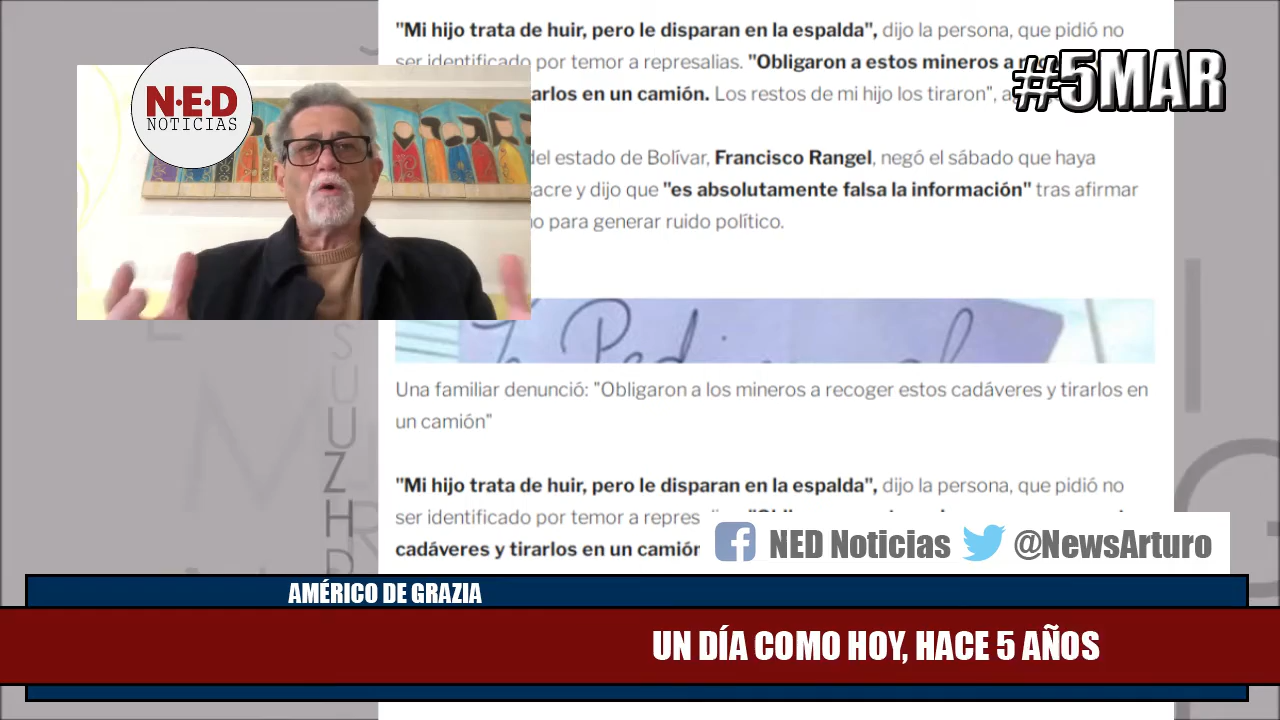 "Mi hijo trata de huir, pero le disparan en la espalda", dijo la persona, que pidió no
ser identificado por temor a represalias. "Obligaron a estos mineros a
arlos en un camión. Los restos de mi hijo los tiraron",
#5MAR
N·E·D
NOTICIAS
del estado de Bolívar, Francisco Rangel, negó el sábado que haya
sacre y dijo que "es absolutamente falsa la información" tras afirmar
para generar ruido político.
Una familiar denunció: "Obligaron a los mineros a recoger estos cadáveres y tirarlos en
un camión"
"Mi hijo trata de huir, pero le disparan en la espalda", dijo la persona, que pidió no
ser identificado por temor a repres
cadáveres y tirarlos en un camión
NED Noticias @NewsArturo
AMÉRICO DE GRAZIA
UN DÍA COMO HOY, HACE 5 AÑOS